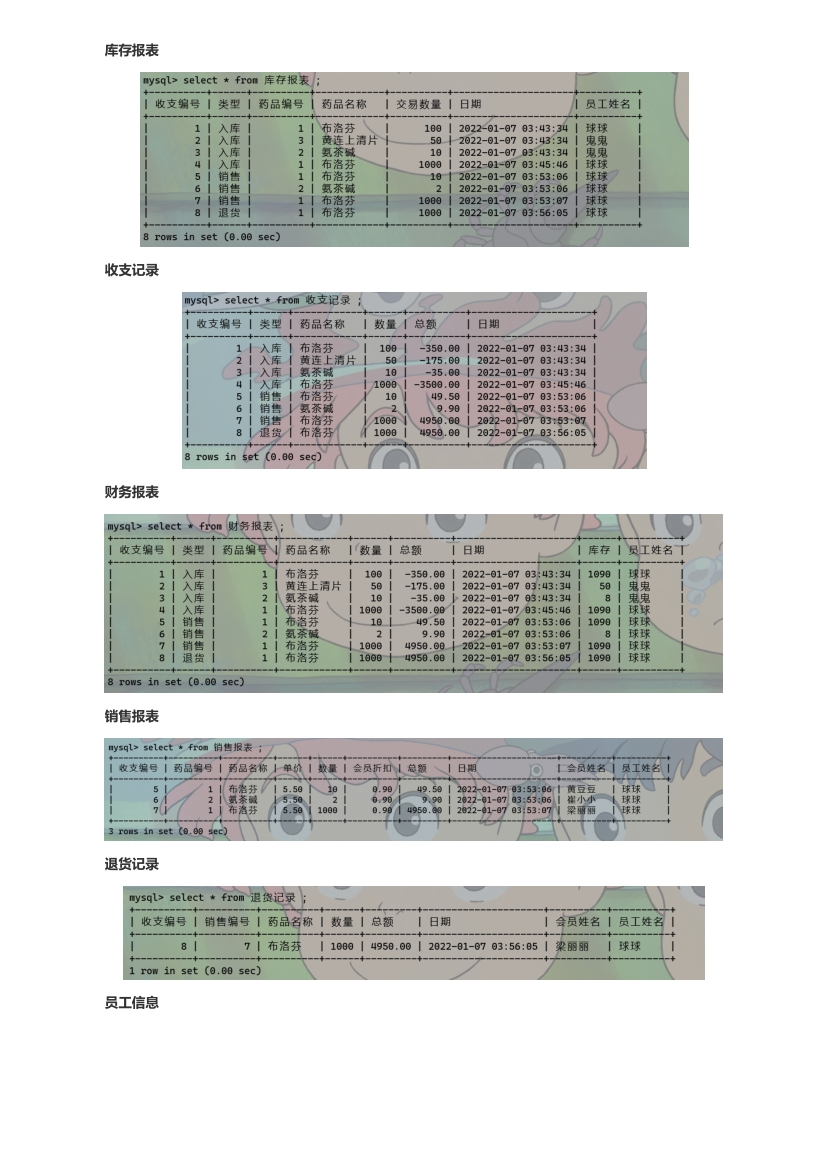 库存报表
mysql> select * from 库存报表 ;
| 收支编号 | 类型 | 药品编号 | 药品名称 | 交易数量 | 日期 | 员工姓名 |
| 1 | 入库 | 1 | 布洛芬 | 100 | 2022-01-07 03:43:34 | 球球 |
| 2 | 入库 | 3 | 黄连上清片 | 50 | 2022-01-07 03:43:34 | 鬼鬼 |
| 3 | 入库 | 2 | 氨茶碱 | 10 | 2022-01-07 03:43:34 | 鬼鬼 |
| 4 | 入库 | 1 | 布洛芬 | 1000 | 2022-01-07 03:45:46 | 球球 |
| 5 | 销售 | 1 | 布洛芬 | 10 | 2022-01-07 03:53:06 | 球球 |
| 6 | 销售 | 2 | 氨茶碱 | 2 | 2022-01-07 03:53:06 | 球球 |
| 7 | 销售 | 1 | 布洛芬 | 1000 | 2022-01-07 03:53:07 | 球球 |
| 8 | 退货 | 1 | 布洛芬 | 1000 | 2022-01-07 03:56:05 | 球球 |
8 rows in set (0.00 sec)
收支记录
mysql> select * from 收支记录 ;
| 收支编号 | 类型 | 药品名称 | 数量 | 总额 | 日期 |
| 1 | 入库 | 布洛芬 | 100 | -350.00 | 2022-01-07 03:43:34 |
| 2 | 入库 | 黄连上清片 | 50 | -175.00 | 2022-01-07 03:43:34 |
| 3 | 入库 | 氨茶碱 | 10 | -35.00 | 2022-01-07 03:43:34 |
| 4 | 入库 | 布洛芬 | 1000 | -3500.00 | 2022-01-07 03:45:46 |
| 5 | 销售 | 布洛芬 | 10 | 49.50 | 2022-01-07 03:53:06 |
| 6 | 销售 | 氨茶碱 | 2 | 9.90 | 2022-01-07 03:53:06 |
| 7 | 销售 | 布洛芬 | 1000 | 4950.00 | 2022-01-07 03:53:07 |
| 8 | 退货 | 布洛芬 | 1000 | 4950.00 | 2022-01-07 03:56:05 |
8 rows in set (0.00 sec)
财务报表
mysql> select * from 财务报表 ;
| 收支编号 | 类型 | 药品编号 | 药品名称 | 数量 | 总额 | 日期 | 库存 | 员工姓名 |
| 1 | 入库 | 1 | 布洛芬 | 100 | -350.00 | 2022-01-07 03:43:34 | 1090 | 球球 |
| 2 | 入库 | 3 | 黄连上清片 | 50 | -175.00 | 2022-01-07 03:43:34 | 50 | 鬼鬼 |
| 3 | 入库 | 2 | 氨茶碱 | 10 | -35.00 | 2022-01-07 03:43:34 | 8 | 鬼鬼 |
| 4 | 入库 | 1 | 布洛芬 | 1000 | -3500.00 | 2022-01-07 03:45:46 | 1090 | 球球 |
| 5 | 销售 | 1 | 布洛芬 | 10 | 49.50 | 2022-01-07 03:53:06 | 1090 | 球球 |
| 6 | 销售 | 2 | 氨茶碱 | 2 | 9.90 | 2022-01-07 03:53:06 | 8 | 球球 |
| 7 | 销售 | 1 | 布洛芬 | 1000 | 4950.00 | 2022-01-07 03:53:07 | 1090 | 球球 |
| 8 | 退货 | 1 | 布洛芬 | 1000 | 4950.00 | 2022-01-07 03:56:05 | 1090 | 球球 |
8 rows in set (0.00 sec)
销售报表
mysql> select * from 销售报表 ;
| 收支编号 | 药品编号 | 药品名称 | 单价 | 数量 | 会员折扣 | 总额 | 日期 | 会员姓名 | 员工姓名 |
| 5 | 1 | 布洛芬 | 5.50 | 10 | 0.90 | 49.50 | 2022-01-07 03:53:06 | 黄豆豆 | 球球 |
| 6 | 2 | 氨茶碱 | 5.50 | 2 | 0.90 | 9.90 | 2022-01-07 03:53:06 | 崔小小 | 球球 |
| 7 | 1 | 布洛芬 | 5.50 | 1000 | 0.90 | 4950.00 | 2022-01-07 03:53:07 | 梁丽丽 | 球球 |
3 rows in set (0.00 sec)
退货记录
mysql> select * from 退货记录 ;
| 收支编号 | 销售编号 | 药品名称 | 数量 | 总额 | 日期 | 会员姓名 | 员工姓名 |
| 8 | 7 | 布洛芬 | 1000 | 4950.00 | 2022-01-07 03:56:05 | 梁丽丽 | 球球 |
1 row in set (0.00 sec)
员工信息